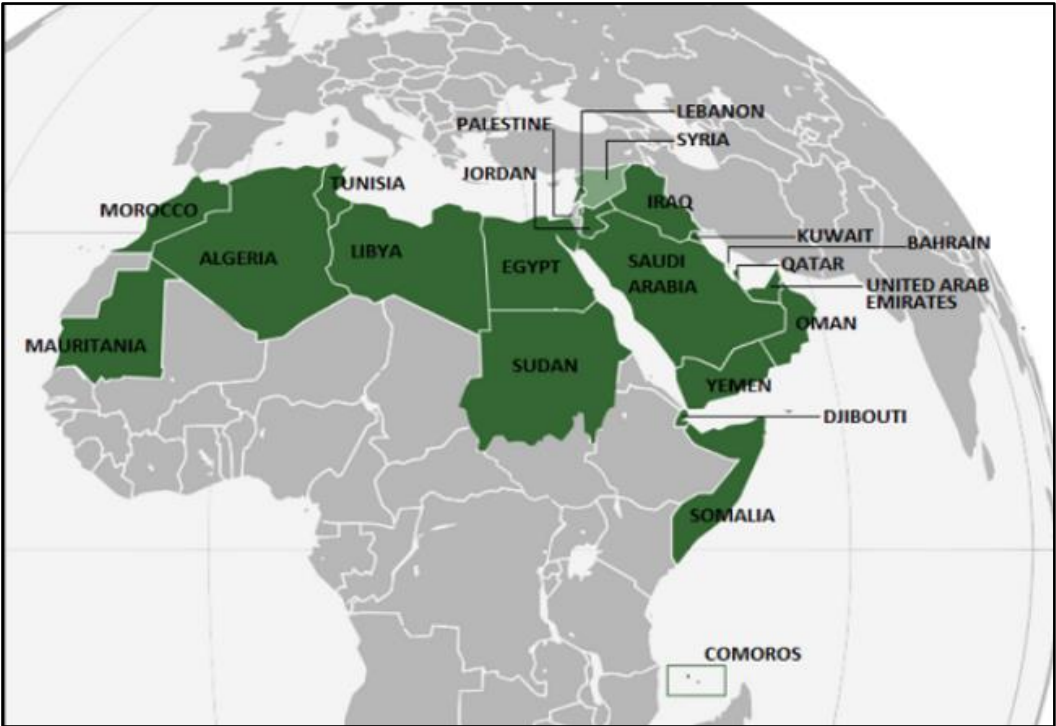 LEBANON
PALESTINE
SYRIA
JORDAN
TUNISIA
IRAQ
MOROCCO
KUWAIT
BAHRAIN
ALGERIA
LIBYA
EGYPT
SAUDI
ARABIA
QATAR
UNITED ARAB
EMIRATES
OMAN
MAURITANIA
SUDAN
YEMEN
DJIBOUTI
SOMALIA
COMOROS